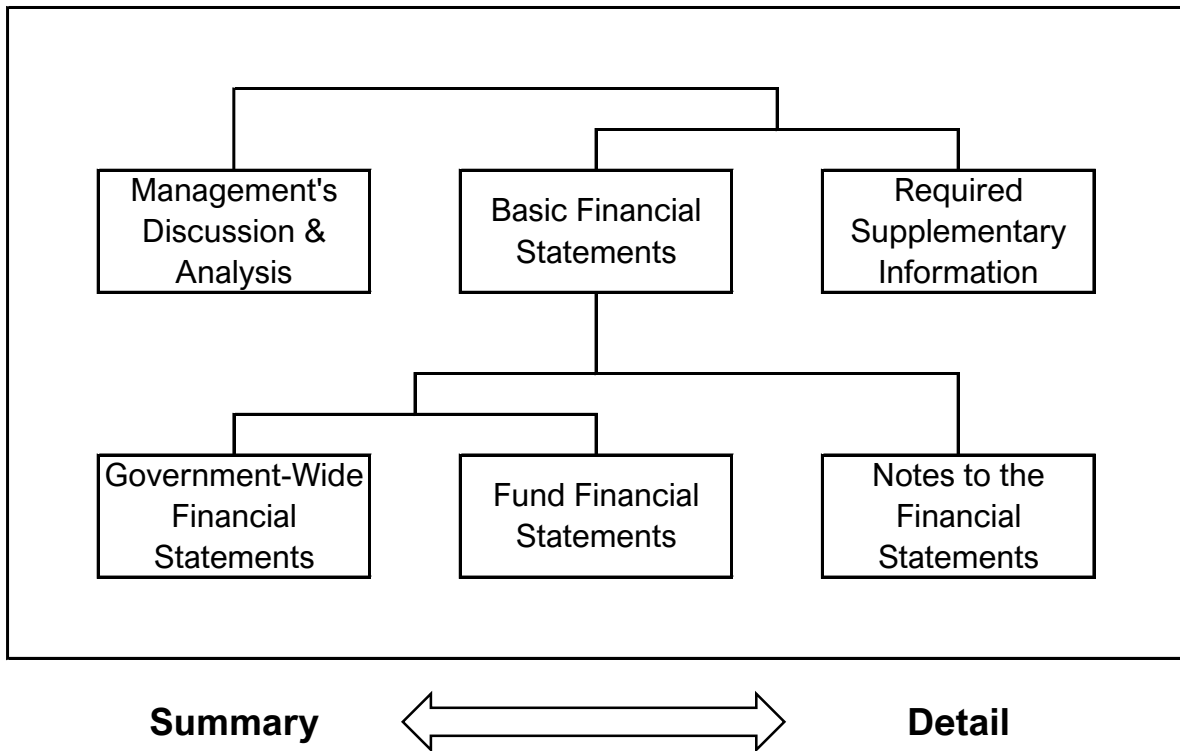 Management's
Discussion &
Analysis
Basic Financial
Statements
Required
Supplementary
Information
Government-Wide
Financial
Statements
Fund Financial
Statements
Notes to the
Financial
Statements
Summary
Detail